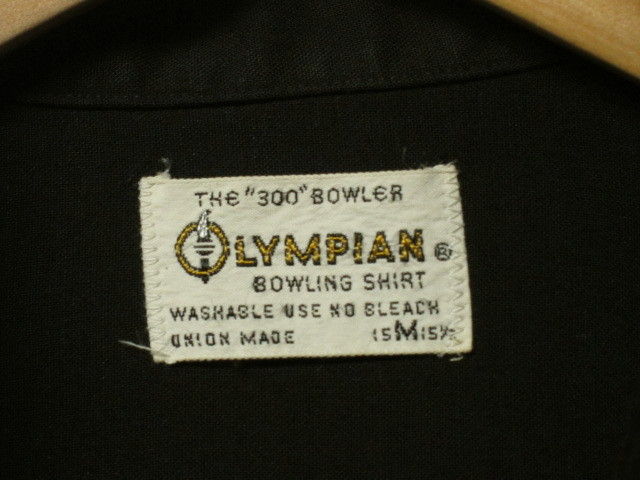 THE "300" BOWLER
OLYMPIAN ®
BOWLING SHIRT
WASHABLE USE NO BLEACH
UNION MADE 15 M 15½